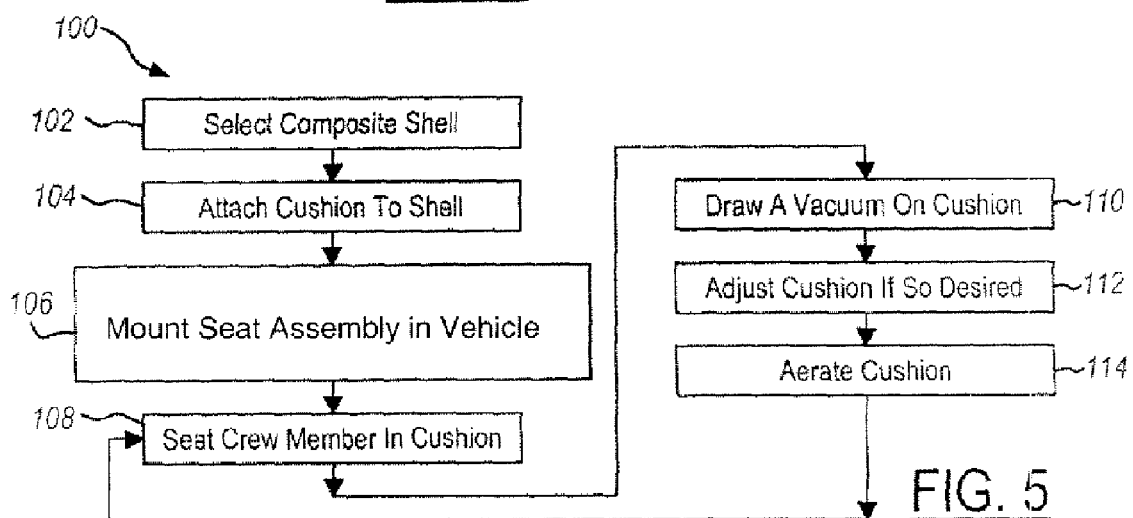 100
102
Select Composite Shell
104
Attach Cushion To Shell
106
Mount Seat Assembly in Vehicle
108
Seat Crew Member In Cushion
Draw A Vacuum On Cushion
110
Adjust Cushion If So Desired
112
Aerate Cushion
114
FIG. 5